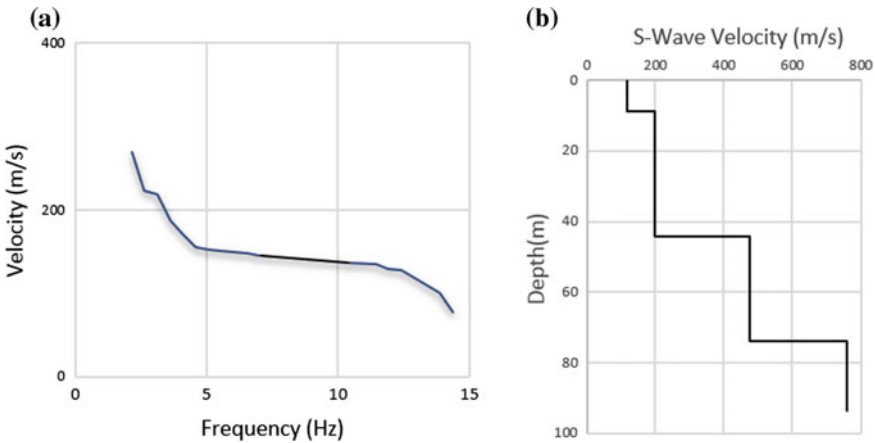 (a)
400
200
0
Velocity (m/s)
0 5 10 15
Frequency (Hz)
(b)
S-Wave Velocity (m/s)
0 200 400 600 800
0
20
40
60
80
100
Depth(m)